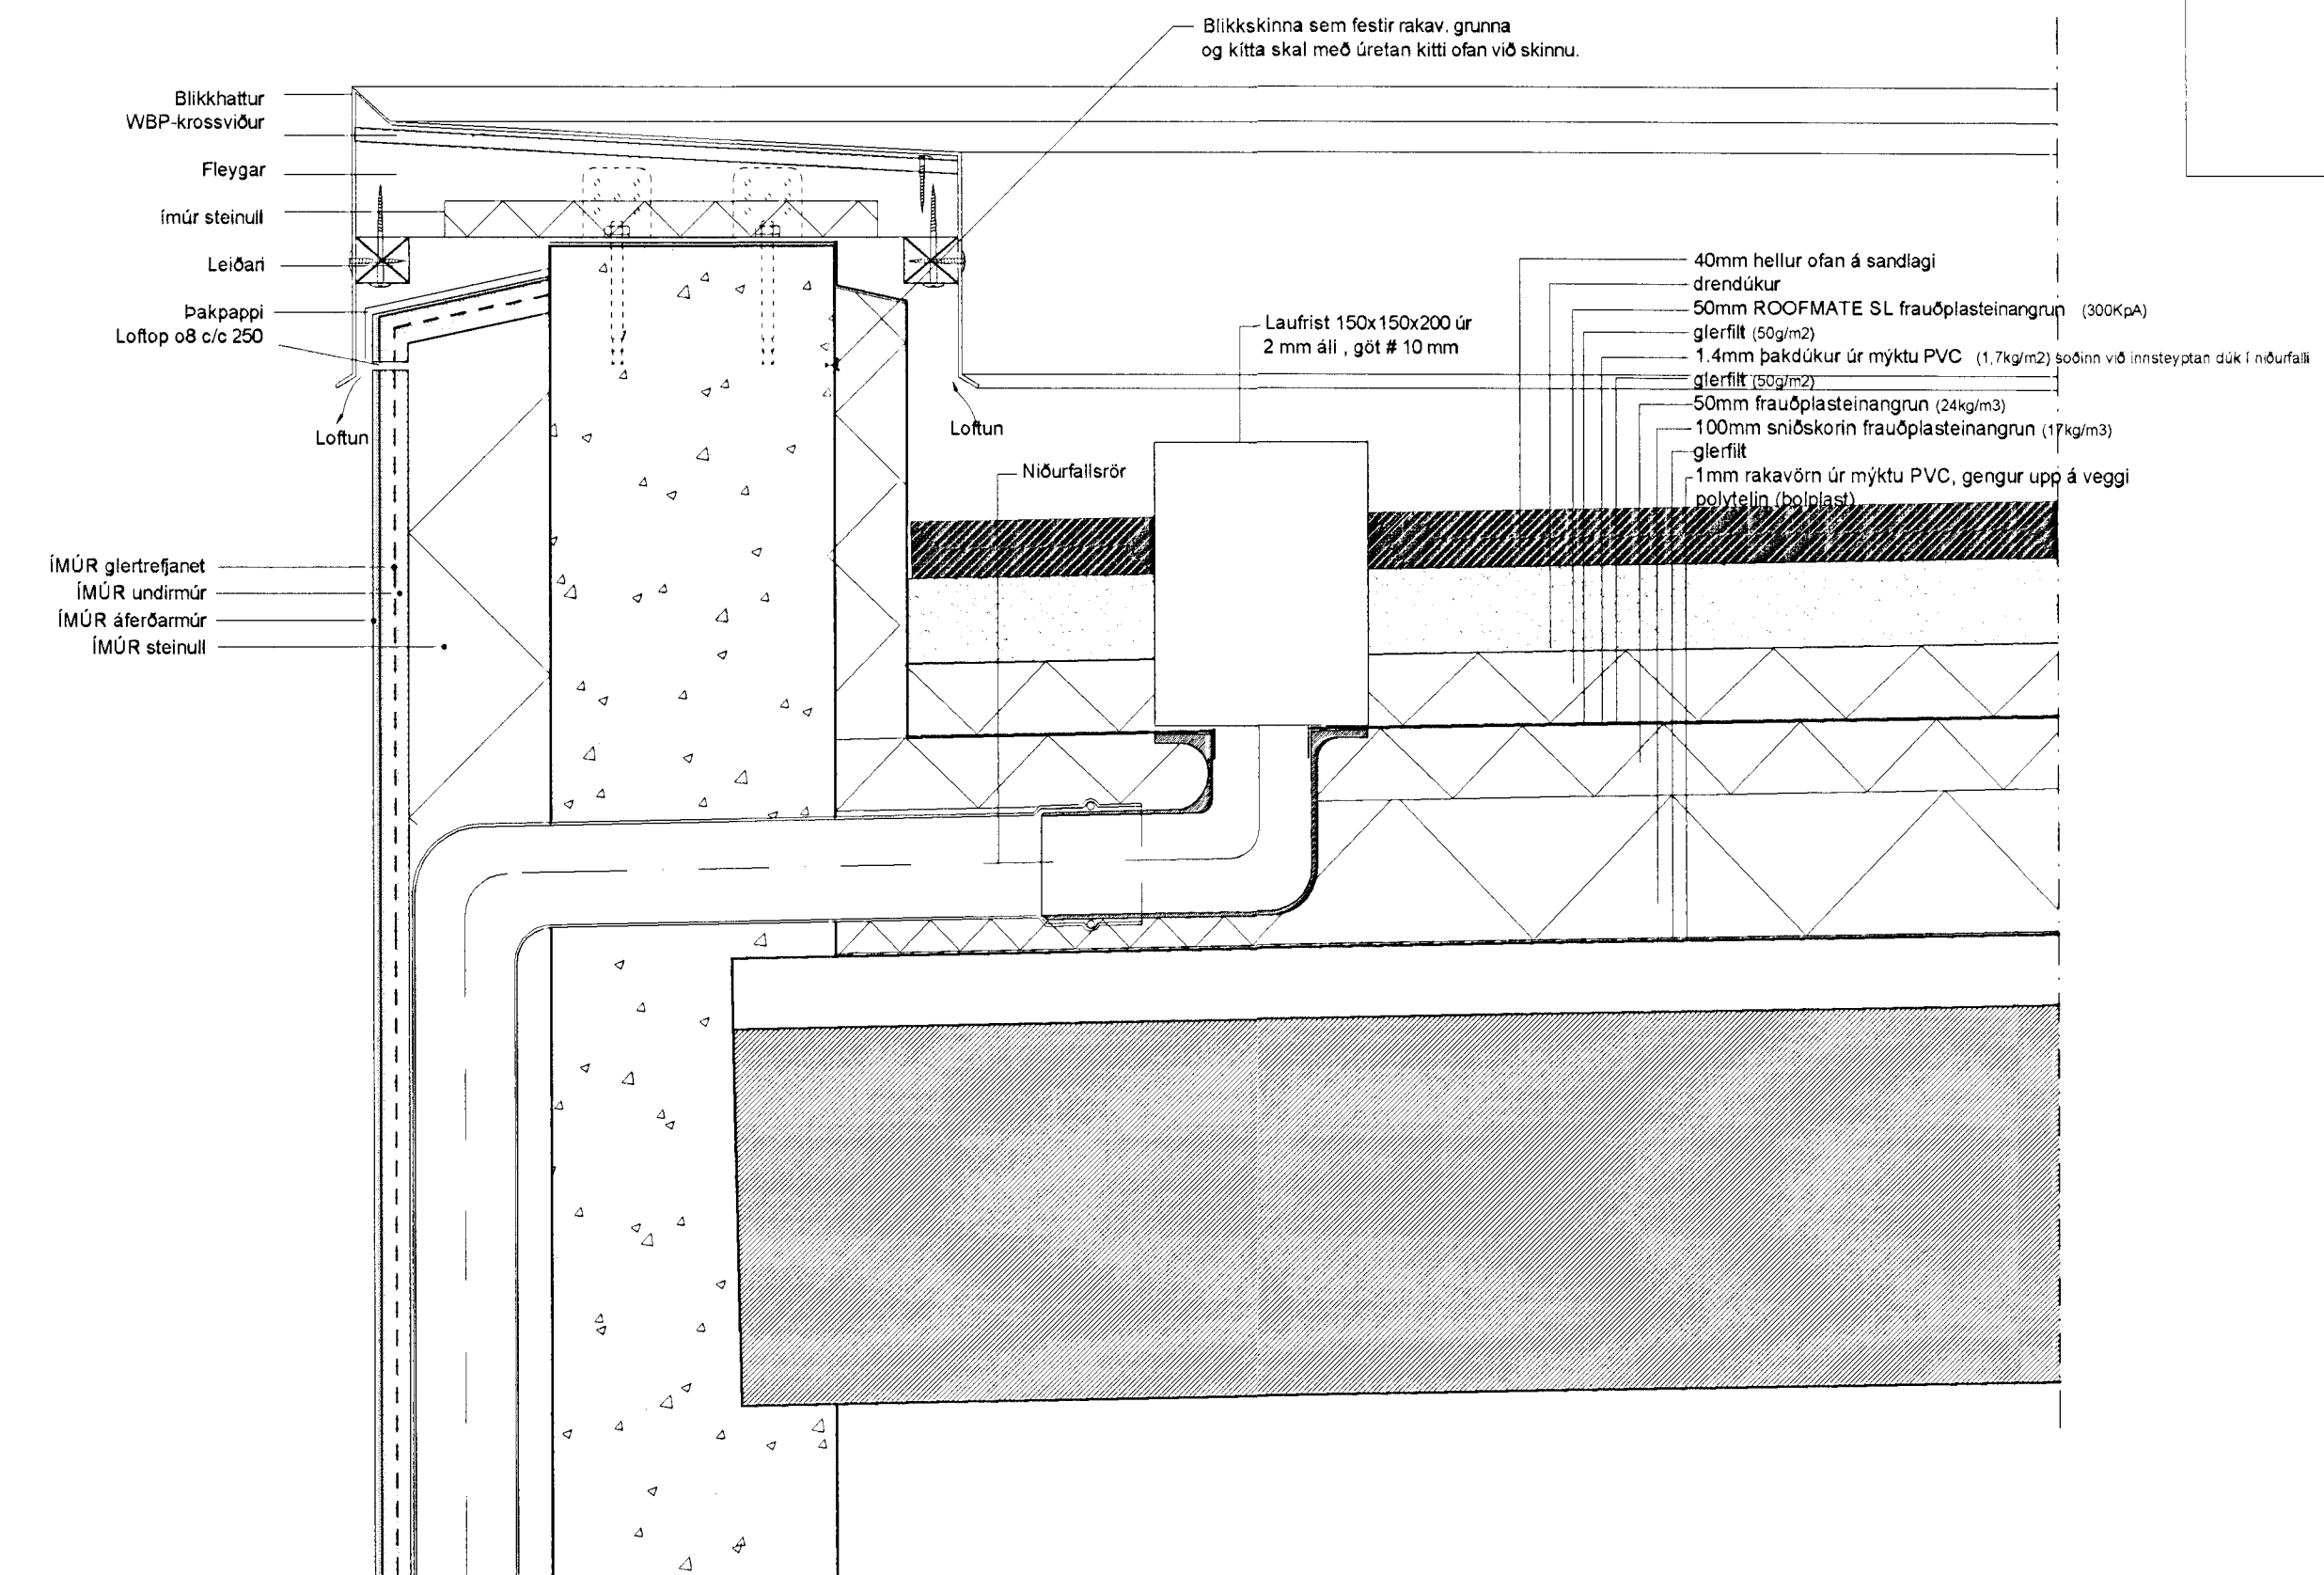 Blikkskinna sem festir rakav. grunna
og kítta skal með úretan kitti ofan við skinnu.
Blikkhattur
WBP-krossviður
Fleygar
ímúr steinull
Leiðari
Þakpappi
Loftop o8 c/c 250
Loftun
Loftun
Laufrist 150x150x200 úr
2 mm áli , göt # 10 mm
Niðurfallsrör
40mm hellur ofan á sandlagi
drendúkur
50mm ROOFMATE SL frauðplasteinangrun (300KpA)
glerfilt (50g/m2)
1.4mm þakdúkur úr mýktu PVC (1,7kg/m2) soðinn við innsteyptan dúk í niðurfalli
glerfilt (50g/m2)
50mm frauðplasteinangrun (24kg/m3)
100mm sniðskorin frauðplasteinangrun (17kg/m3)
glerfilt
1mm rakavörn úr mýktu PVC, gengur upp á veggi
polytelin (bolplast)
ÍMÚR glertrefjanet
ÍMÚR undirmúr
ÍMÚR áferðarmúr
ÍMÚR steinull